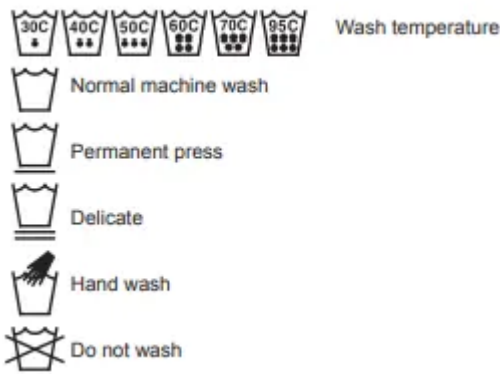 30C 40C 50C 60C 70C 95C Wash temperature
Normal machine wash
Permanent press
Delicate
Hand wash
Do not wash